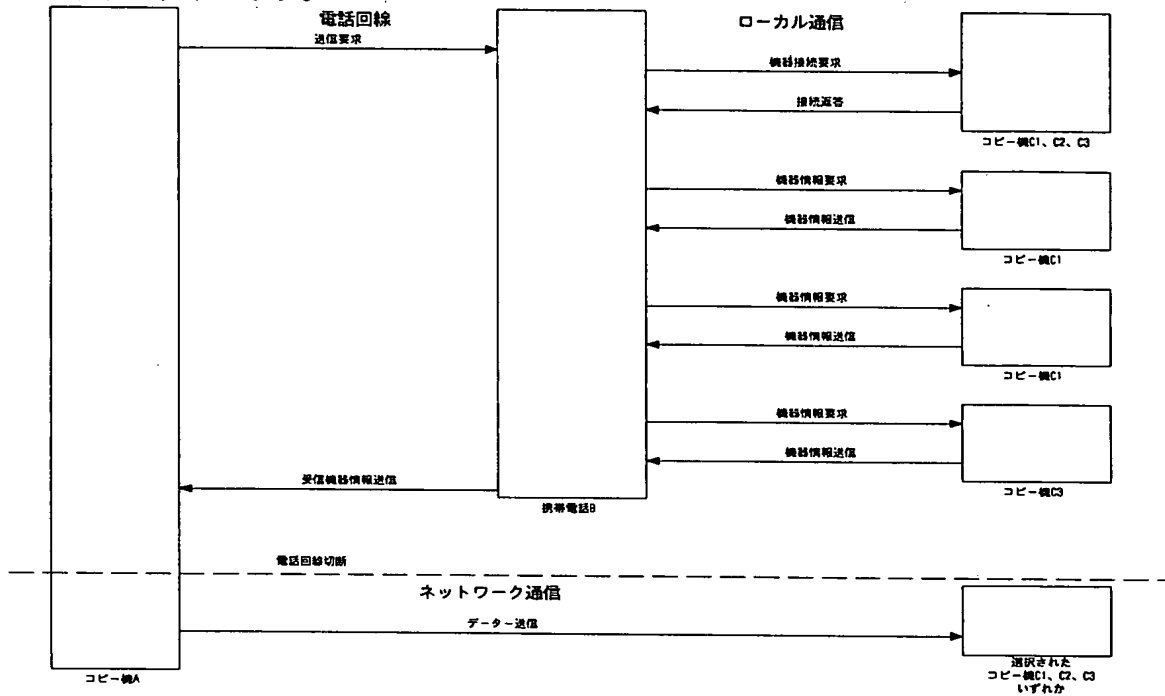 電話回線
ローカル通信
送信要求
機器接続要求
接続返答
コピー機C1、C2、C3
機器情報要求
機器情報送信
コピー機C1
機器情報要求
機器情報送信
コピー機C1
機器情報要求
機器情報送信
コピー機C3
受信機器情報送信
携帯電話B
電話回線切断
ネットワーク通信
データー送信
コピー機A
選択された
コピー機C1、C2、C3
いずれか